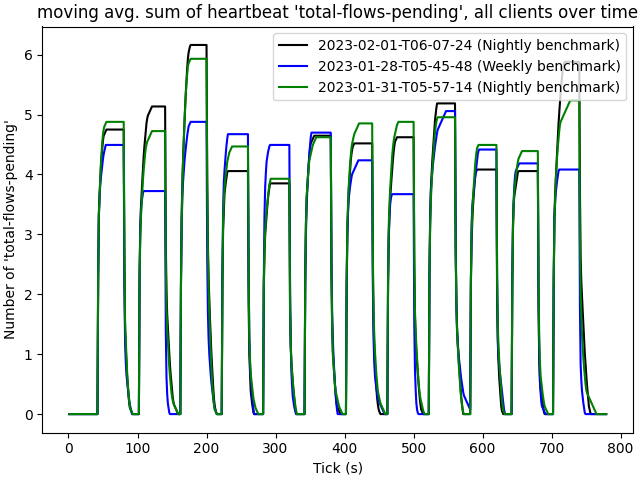 moving avg. sum of heartbeat 'total-flows-pending', all clients over time
2023-02-01-T06-07-24 (Nightly benchmark)
2023-01-28-T05-45-48 (Weekly benchmark)
2023-01-31-T05-57-14 (Nightly benchmark)
Number of 'total-flows-pending'
6
5
4
3
2
1
0
0 100 200 300 400 500 600 700 800
Tick (s)